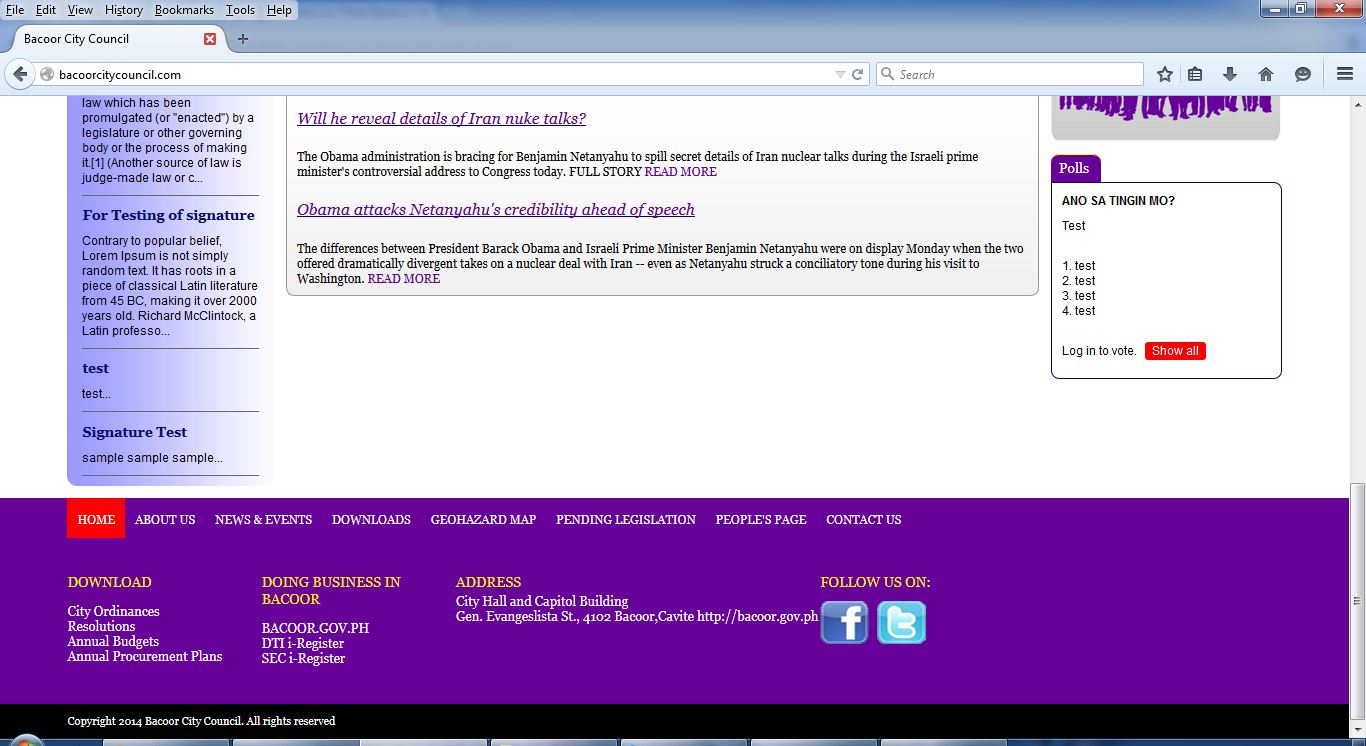 File Edit View History Bookmarks Tools Help
Bacoor City Council
bacoorcitycouncil.com
Search
law which has been
promulgated (or "enacted") by a
legislature or other governing
body or the process of making
it.[1] (Another source of law is
judge-made law or c...
For Testing of signature
Contrary to popular belief,
Lorem Ipsum is not simply
random text. It has roots in a
piece of classical Latin literature
from 45 BC, making it over 2000
years old. Richard McClintock, a
Latin professo...
test
test...
Signature Test
sample sample sample...
Will he reveal details of Iran nuke talks?
The Obama administration is bracing for Benjamin Netanyahu to spill secret details of Iran nuclear talks during the Israeli prime
minister's controversial address to Congress today. FULL STORY READ MORE
Obama attacks Netanyahu's credibility ahead of speech
The differences between President Barack Obama and Israeli Prime Minister Benjamin Netanyahu were on display Monday when the two
offered dramatically divergent takes on a nuclear deal with Iran -- even as Netanyahu struck a conciliatory tone during his visit to
Washington. READ MORE
Polls
ANO SA TINGIN MO?
Test
1. test
2. test
3. test
4. test
Log in to vote. Show all
HOME ABOUT US NEWS & EVENTS DOWNLOADS GEOHAZARD MAP PENDING LEGISLATION PEOPLE'S PAGE CONTACT US
DOWNLOAD
City Ordinances
Resolutions
Annual Budgets
Annual Procurement Plans
DOING BUSINESS IN
BACOOR
BACOOR.GOV.PH
DTI i-Register
SEC i-Register
ADDRESS
City Hall and Capitol Building
Gen. Evangeslista St., 4102 Bacoor,Cavite http://bacoor.gov.ph
FOLLOW US ON:
f t
Copyright 2014 Bacoor City Council. All rights reserved